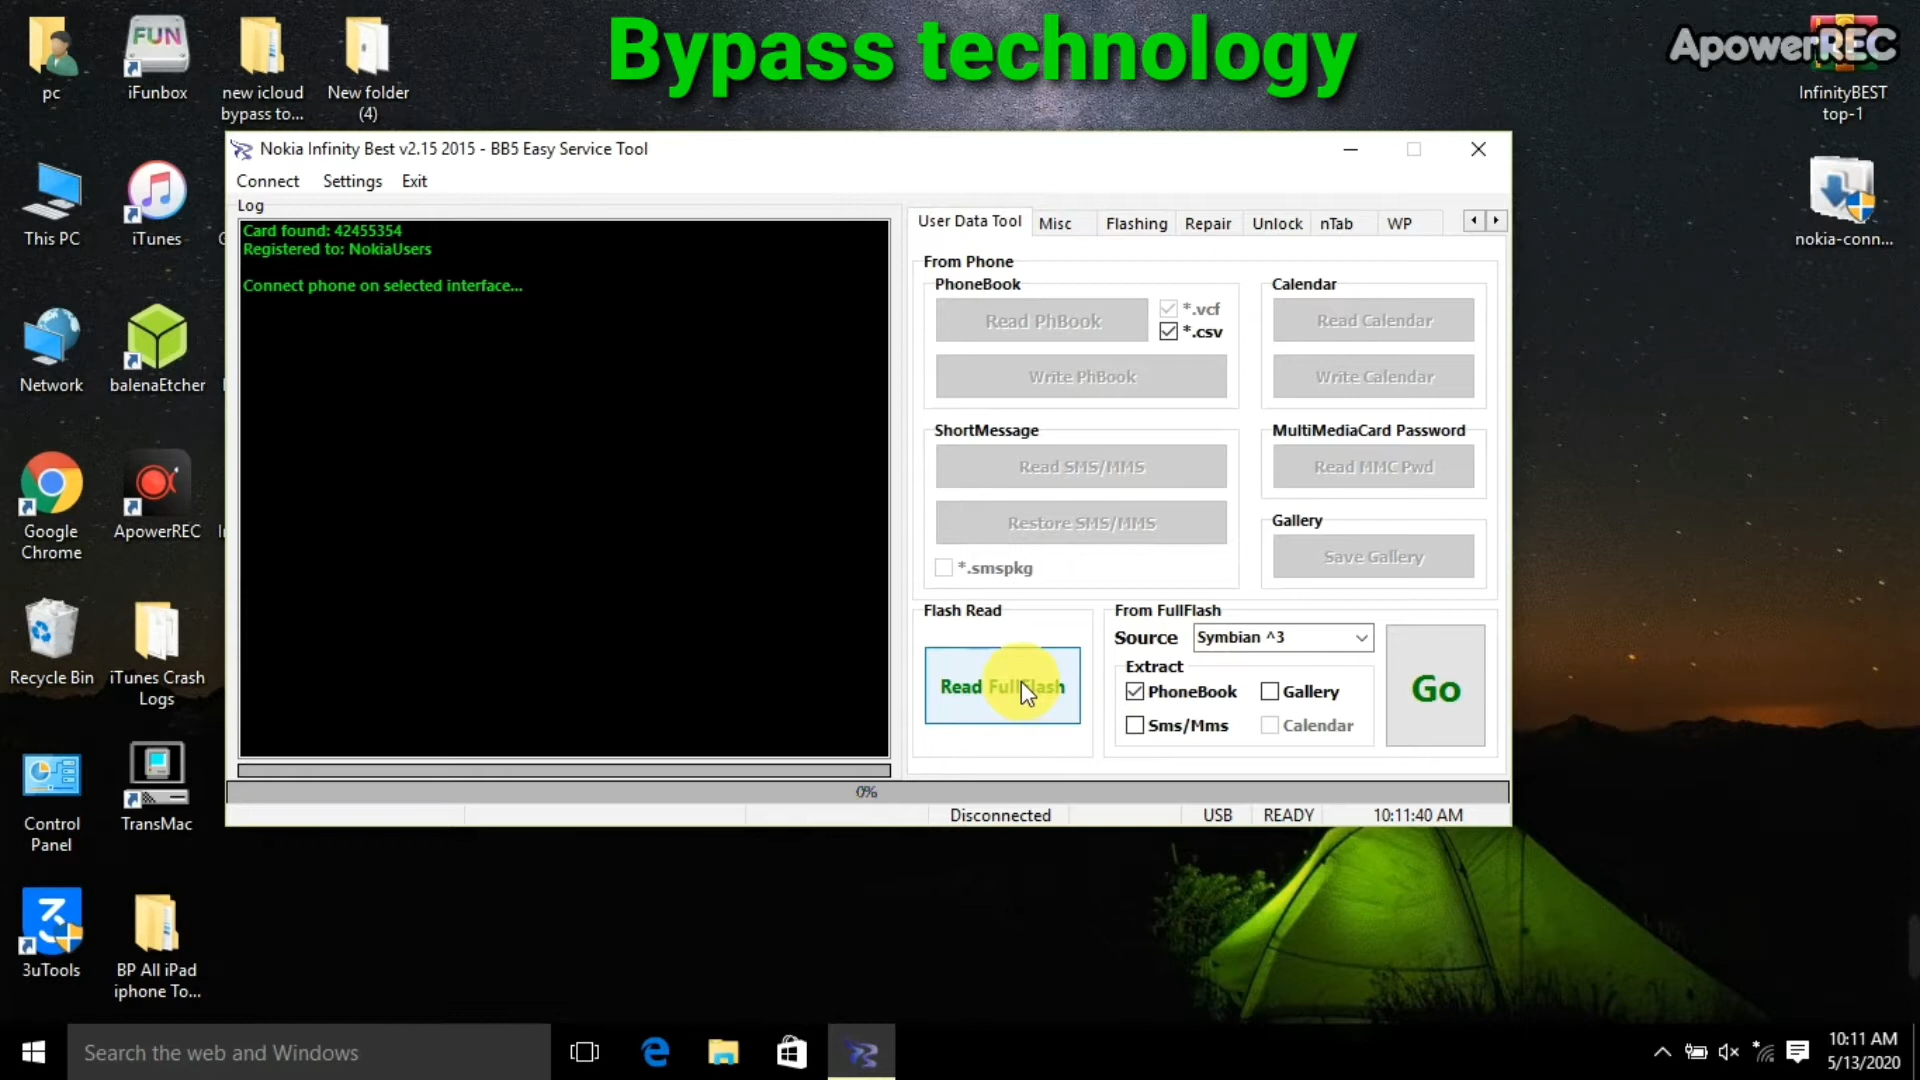 Bypass technology
ApowerREC
pc
iFunbox
new icloud
bypass to...
New folder
(4)
InfinityBEST
top-1
This PC
iTunes
nokia-conn...
Network
balenaEtcher
Google
Chrome
ApowerREC
Recycle Bin
iTunes Crash
Logs
Control
Panel
TransMac
3uTools
BP All iPad
iphone To...
FUN
Nokia Infinity Best v2.15 2015 - BB5 Easy Service Tool
Connect Settings Exit
Log
Card found: 42455354
Registered to: NokiaUsers
Connect phone on selected interface...
User Data Tool Misc Flashing Repair Unlock nTab WP
From Phone
PhoneBook
Read PhBook
*.vcf
*.csv
Write PhBook
Calendar
Read Calendar
Write Calendar
ShortMessage
Read SMS/MMS
Restore SMS/MMS
*.smspkg
MultiMediaCard Password
Read MMC Pwd
Gallery
Save Gallery
Flash Read
Read FullFlash
From FullFlash
Source Symbian ^3
Extract
PhoneBook Gallery
Sms/Mms Calendar
Go
0%
Disconnected USB READY 10:11:40 AM
Search the web and Windows
10:11 AM
5/13/2020